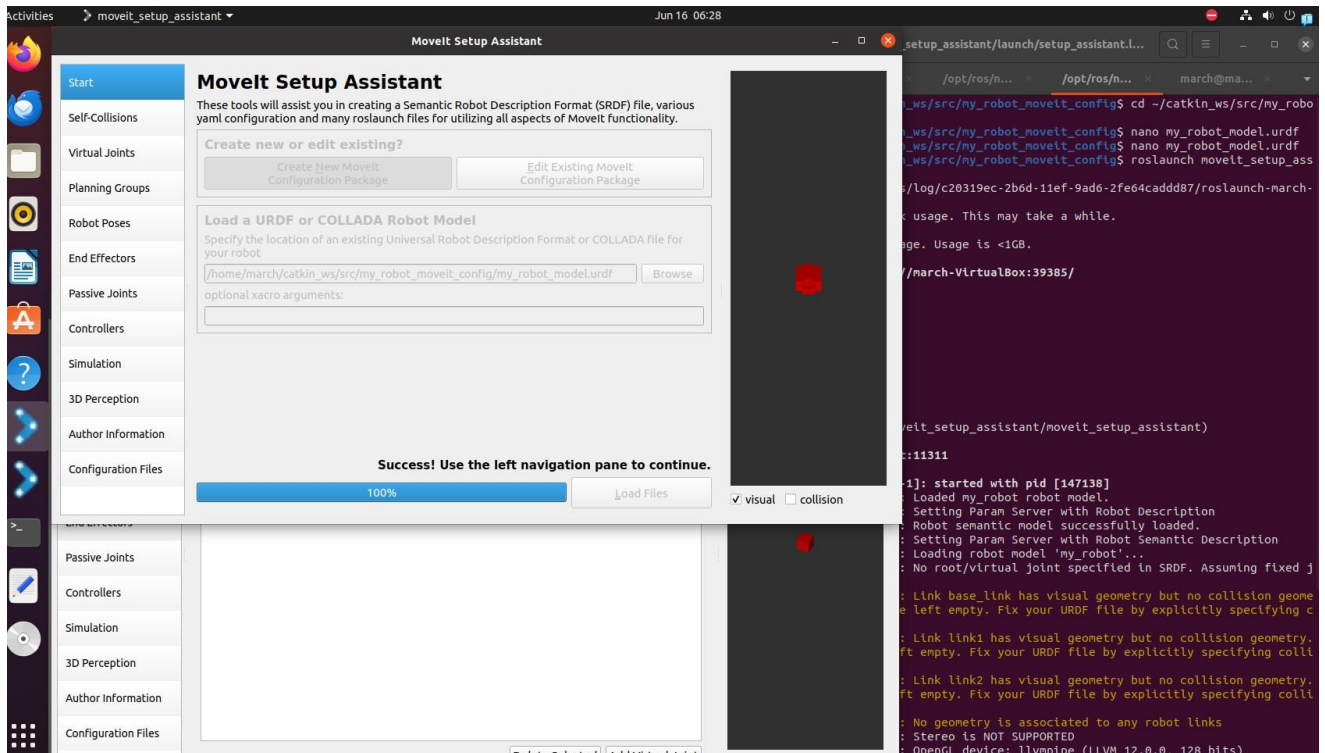 Activities
moveit_setup_assistant
Jun 16 06:28
MoveIt Setup Assistant
Start
Self-Collisions
Virtual Joints
Planning Groups
Robot Poses
End Effectors
Passive Joints
Controllers
Simulation
3D Perception
Author Information
Configuration Files
MoveIt Setup Assistant
These tools will assist you in creating a Semantic Robot Description Format (SRDF) file, various
yaml configuration and many roslaunch files for utilizing all aspects of MoveIt functionality.
Create new or edit existing?
Create New MoveIt
Configuration Package
Edit Existing MoveIt
Configuration Package
Load a URDF or COLLADA Robot Model
Specify the location of an existing Universal Robot Description Format or COLLADA file for
your robot
/home/march/catkin_ws/src/my_robot_moveit_config/my_robot_model.urdf
Browse
optional xacro arguments:
Success! Use the left navigation pane to continue.
100%
Load Files
visual
collision
Passive Joints
Controllers
Simulation
3D Perception
Author Information
Configuration Files
_setup_assistant/launch/setup_assistant.l...
/opt/ros/n...
/opt/ros/n...
march@ma...
_ws/src/my_robot_moveit_config$ cd ~/catkin_ws/src/my_robo
_ws/src/my_robot_moveit_config$ nano my_robot_model.urdf
_ws/src/my_robot_moveit_config$ nano my_robot_model.urdf
_ws/src/my_robot_moveit_config$ roslaunch moveit_setup_ass
/log/c20319ec-2b6d-11ef-9ad6-2fe64caddd87/roslaunch-march-
usage. This may take a while.
age. Usage is <1GB.
//march-VirtualBox:39385/
veit_setup_assistant/moveit_setup_assistant)
:11311
-1]: started with pid [147138]
: Loaded my_robot robot model.
: Setting Param Server with Robot Description
: Robot semantic model successfully loaded.
: Setting Param Server with Robot Semantic Description
: Loading robot model 'my_robot'...
: No root/virtual joint specified in SRDF. Assuming fixed j
: Link base_link has visual geometry but no collision geome
e left empty. Fix your URDF file by explicitly specifying c
: Link link1 has visual geometry but no collision geometry.
ft empty. Fix your URDF file by explicitly specifying colli
: Link link2 has visual geometry but no collision geometry.
ft empty. Fix your URDF file by explicitly specifying colli
: No geometry is associated to any robot links
: Stereo is NOT SUPPORTED
: OpenGL device: llvmpipe (LLVM 12.0.0, 128 bits)